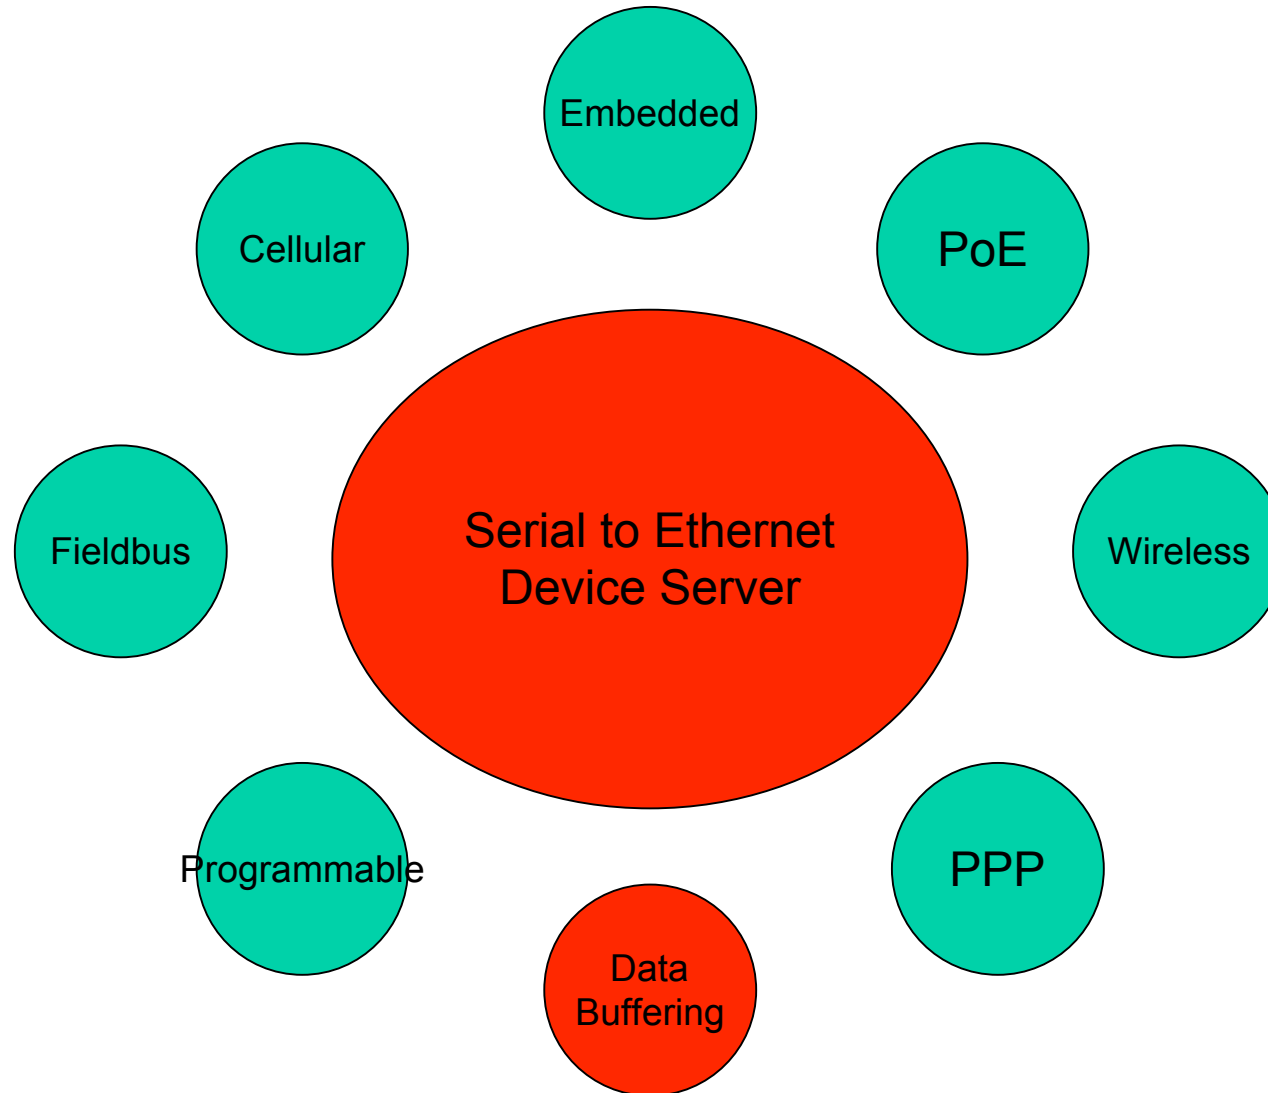 Embedded
Cellular
PoE
Serial to Ethernet
Device Server
Fieldbus
Wireless
Programmable
PPP
Data
Buffering